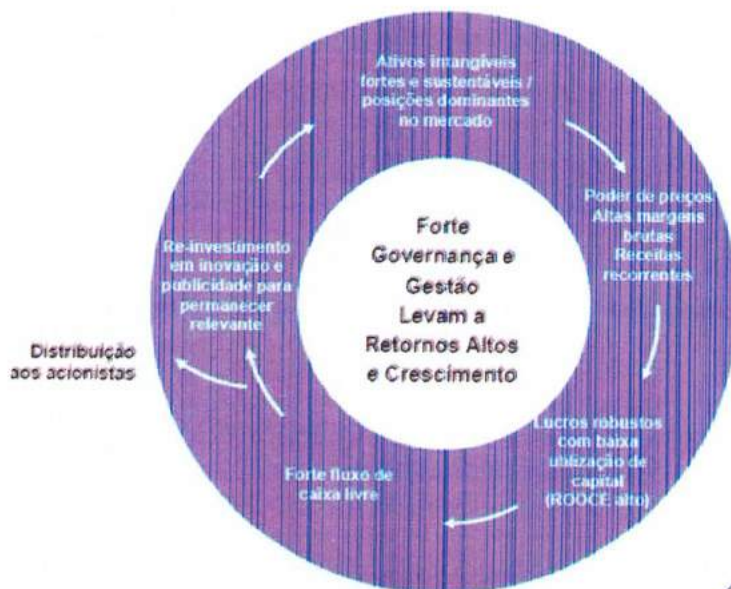 Ativos intangíveis
fortes e sustentáveis /
posições dominantes
no mercado
Poder de preços
Altas margens
brutas
Receitas
recorrentes
Lucros robustos
com baixa
utilização de
capital
(ROOCE alto)
Forte fluxo de
caixa livre
Re-investimento
em inovação e
publicidade para
permanecer
relevante
Distribuição
aos acionistas
Forte
Governança e
Gestão
Levam a
Retornos Altos
e Crescimento